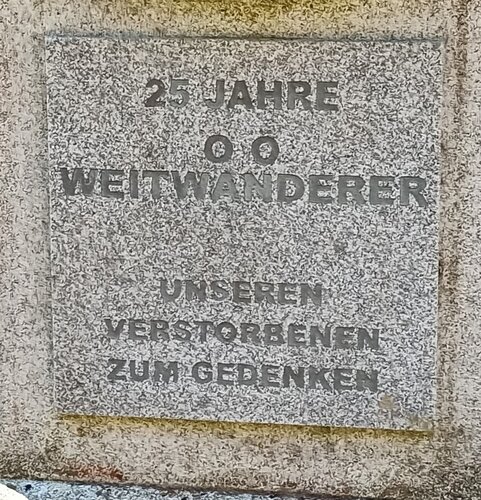 25 JAHRE
O O
WEITWANDERER
UNSEREN
VERSTORBENEN
ZUM GEDENKEN